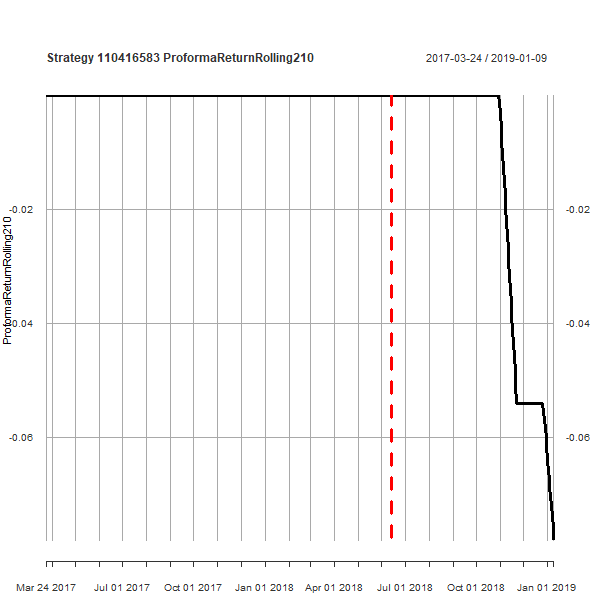 Strategy 110416583 ProformaReturnRolling210
2017-03-24 / 2019-01-09
ProformaReturnRolling210
-0.02
-0.02
-0.04
-0.04
-0.06
-0.06
Mar 24 2017
Jul 01 2017
Oct 01 2017
Jan 01 2018
Apr 01 2018
Jul 01 2018
Oct 01 2018
Jan 01 2019